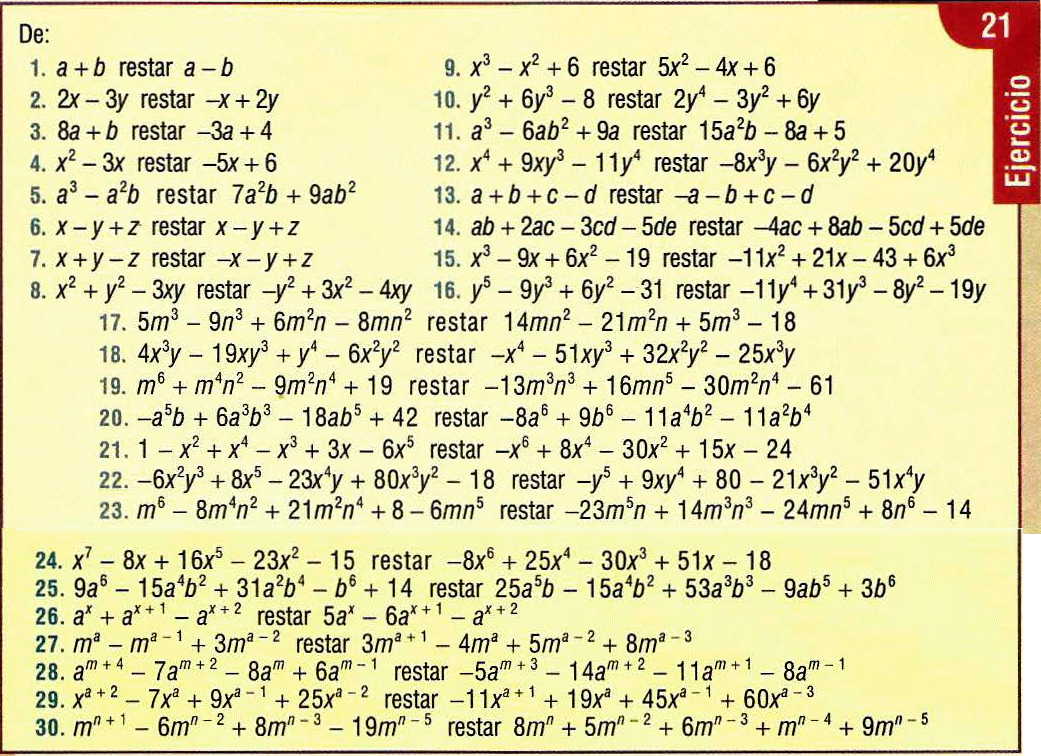 21
Ejercicio
De:
1. a + b restar a – b
2. 2x – 3y restar –x + 2y
3. 8a + b restar –3a + 4
4. x² – 3x restar –5x + 6
5. a³ – a²b restar 7a²b + 9ab²
6. x – y + z restar x – y + z
7. x + y – z restar –x – y + z
8. x² + y² – 3xy restar –y² + 3x² – 4xy
9. x³ – x² + 6 restar 5x² – 4x + 6
10. y² + 6y³ – 8 restar 2y⁴ – 3y² + 6y
11. a³ – 6ab² + 9a restar 15a²b – 8a + 5
12. x⁴ + 9xy³ – 11y⁴ restar –8x³y – 6x²y² + 20y⁴
13. a + b + c – d restar –a – b + c – d
14. ab + 2ac – 3cd – 5de restar –4ac + 8ab – 5cd + 5de
15. x³ – 9x + 6x² – 19 restar –11x² + 21x – 43 + 6x³
16. y⁵ – 9y³ + 6y² – 31 restar –11y⁴ + 31y³ – 8y² – 19y
17. 5m³ – 9n³ + 6m²n – 8mn² restar 14mn² – 21m²n + 5m³ – 18
18. 4x³y – 19xy³ + y⁴ – 6x²y² restar –x⁴ – 51xy³ + 32x²y² – 25x³y
19. m⁶ + m⁴n² – 9m²n⁴ + 19 restar –13m³n³ + 16mn⁵ – 30m²n⁴ – 61
20. –a⁵b + 6a³b³ – 18ab⁵ + 42 restar –8a⁶ + 9b⁶ – 11a⁴b² – 11a²b⁴
21. 1 – x² + x⁴ – x³ + 3x – 6x⁵ restar –x⁶ + 8x⁴ – 30x² + 15x – 24
22. –6x²y³ + 8x⁵ – 23x⁴y + 80x³y² – 18 restar –y⁵ + 9xy⁴ + 80 – 21x³y² – 51x⁴y
23. m⁶ – 8m⁴n² + 21m²n⁴ + 8 – 6mn⁵ restar –23m⁵n + 14m³n³ – 24mn⁵ + 8n⁶ – 14
24. x⁷ – 8x + 16x⁵ – 23x² – 15 restar –8x⁶ + 25x⁴ – 30x³ + 51x – 18
25. 9a⁶ – 15a⁴b² + 31a²b⁴ – b⁶ + 14 restar 25a⁵b – 15a⁴b² + 53a³b³ – 9ab⁵ + 3b⁶
26. aˣ + aˣ⁺¹ – aˣ⁺² restar 5aˣ – 6aˣ⁺¹ – aˣ⁺²
27. mᵃ – mᵃ⁻¹ + 3mᵃ⁻² restar 3mᵃ⁺¹ – 4mᵃ + 5mᵃ⁻² + 8mᵃ⁻³
28. aᵐ⁺⁴ – 7aᵐ⁺² – 8aᵐ + 6aᵐ⁻¹ restar –5aᵐ⁺³ – 14aᵐ⁺² – 11aᵐ⁺¹ – 8aᵐ⁻¹
29. xᵃ⁺² – 7xᵃ + 9xᵃ⁻¹ + 25xᵃ⁻² restar –11xᵃ⁺¹ + 19xᵃ + 45xᵃ⁻¹ + 60xᵃ⁻³
30. mⁿ⁺¹ – 6mⁿ⁻² + 8mⁿ⁻³ – 19mⁿ⁻⁵ restar 8mⁿ + 5mⁿ⁻² + 6mⁿ⁻³ + mⁿ⁻⁴ + 9mⁿ⁻⁵